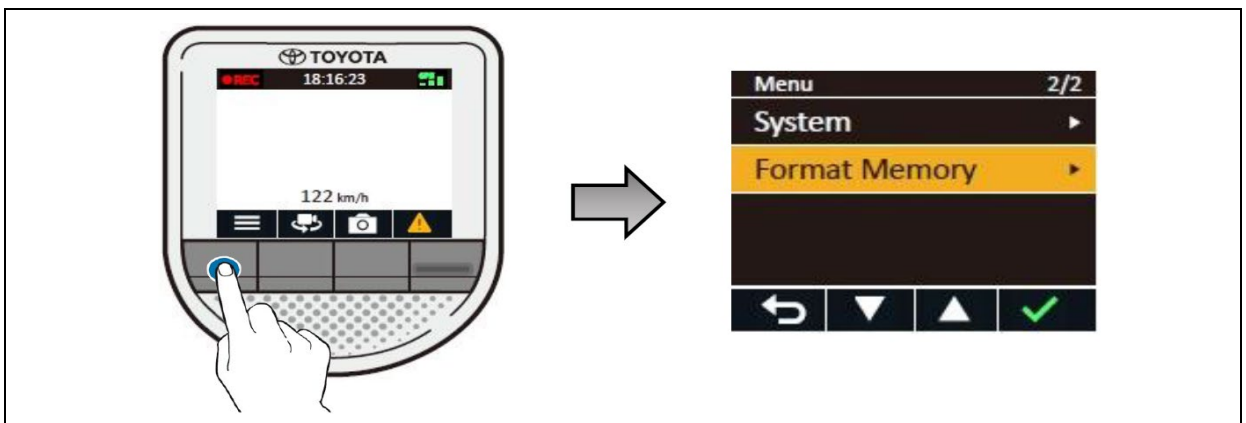 TOYOTA
REC 18:16:23
122 km/h
Menu 2/2
System
Format Memory